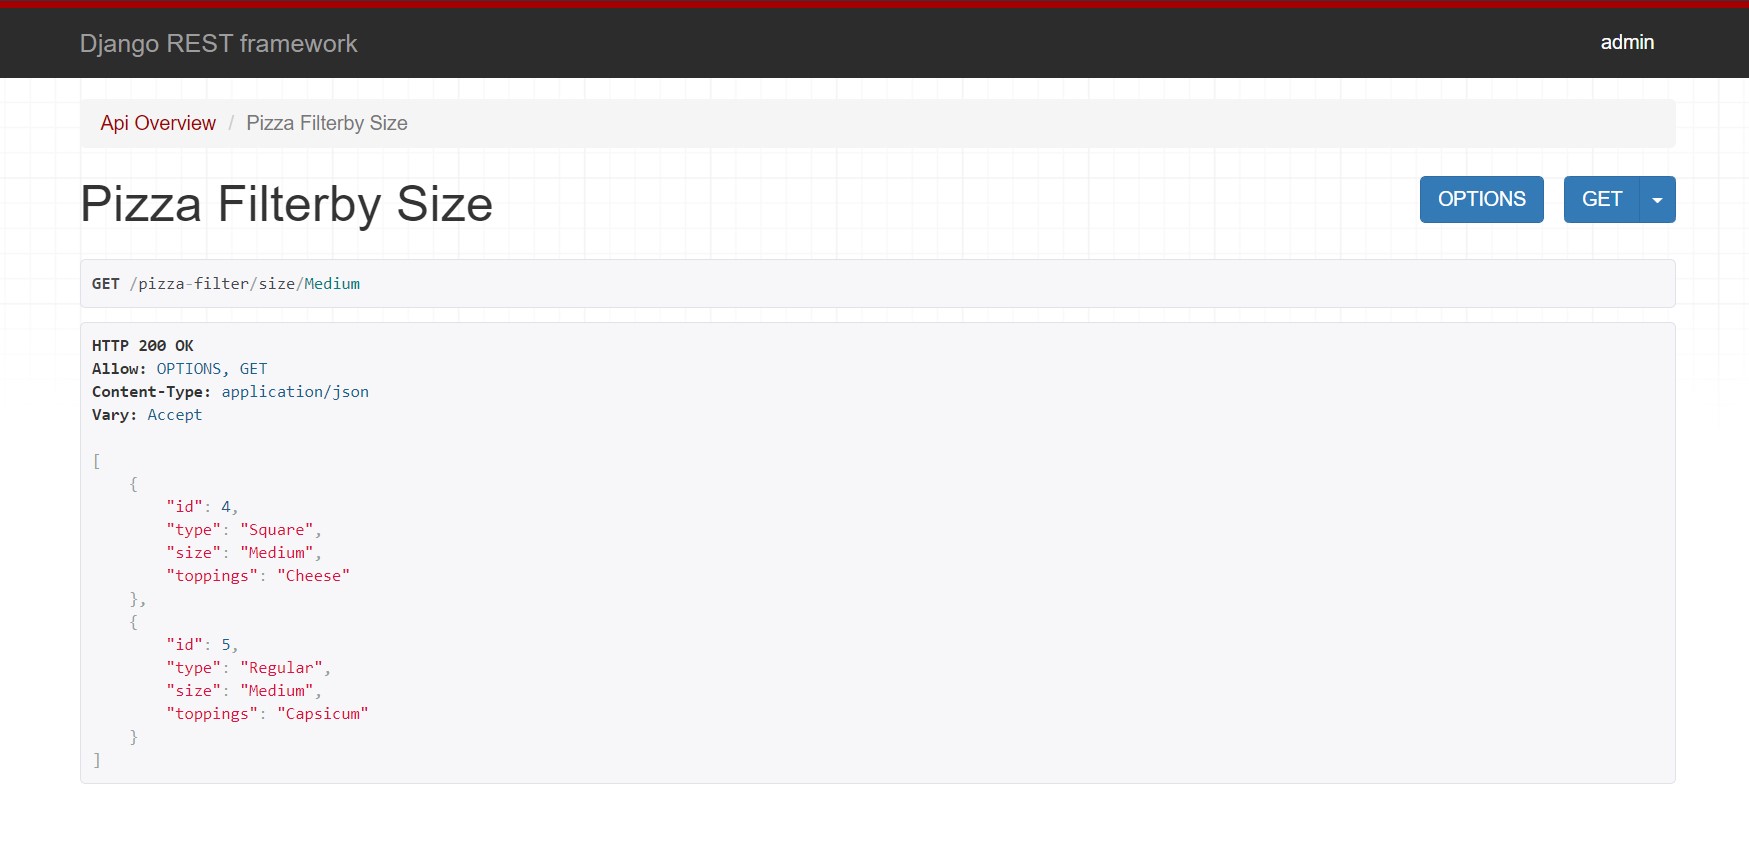 Django REST framework
admin
Api Overview / Pizza Filterby Size
Pizza Filterby Size
OPTIONS
GET
GET /pizza-filter/size/Medium
HTTP 200 OK
Allow: OPTIONS, GET
Content-Type: application/json
Vary: Accept
[
    {
        "id": 4,
        "type": "Square",
        "size": "Medium",
        "toppings": "Cheese"
    },
    {
        "id": 5,
        "type": "Regular",
        "size": "Medium",
        "toppings": "Capsicum"
    }
]